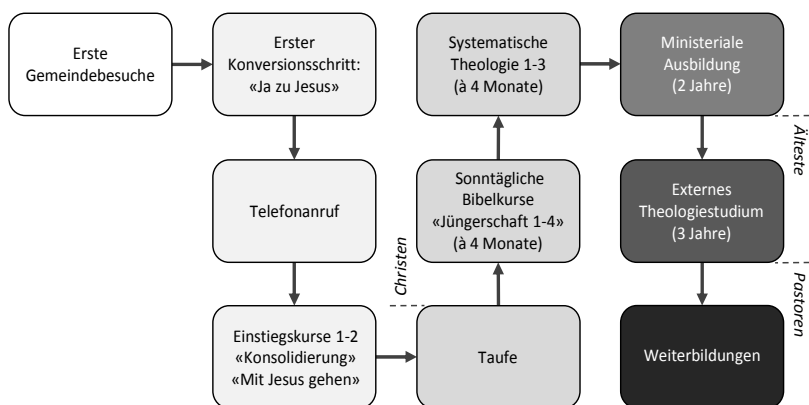 Erste
Gemeindebesuche
Erster
Konversionsschritt:
«Ja zu Jesus»
Telefonanruf
Einstiegskurse 1-2
«Konsolidierung»
«Mit Jesus gehen»
Taufe
Christen
Sonntägliche
Bibelkurse
«Jüngerschaft 1-4»
(à 4 Monate)
Systematische
Theologie 1-3
(à 4 Monate)
Ministeriale
Ausbildung
(2 Jahre)
Älteste
Externes
Theologiestudium
(3 Jahre)
Pastoren
Weiterbildungen